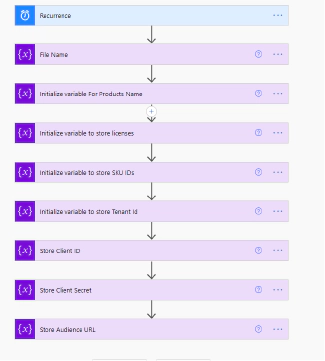 Recurrence
{x} File Name
{x} Initialize variable For Products Name
{x} Initialize variable to store licenses
{x} Initialize variable to store SKU IDs
{x} Initialize variable to store Tenant Id
{x} Store Client ID
{x} Store Client Secret
{x} Store Audience URL